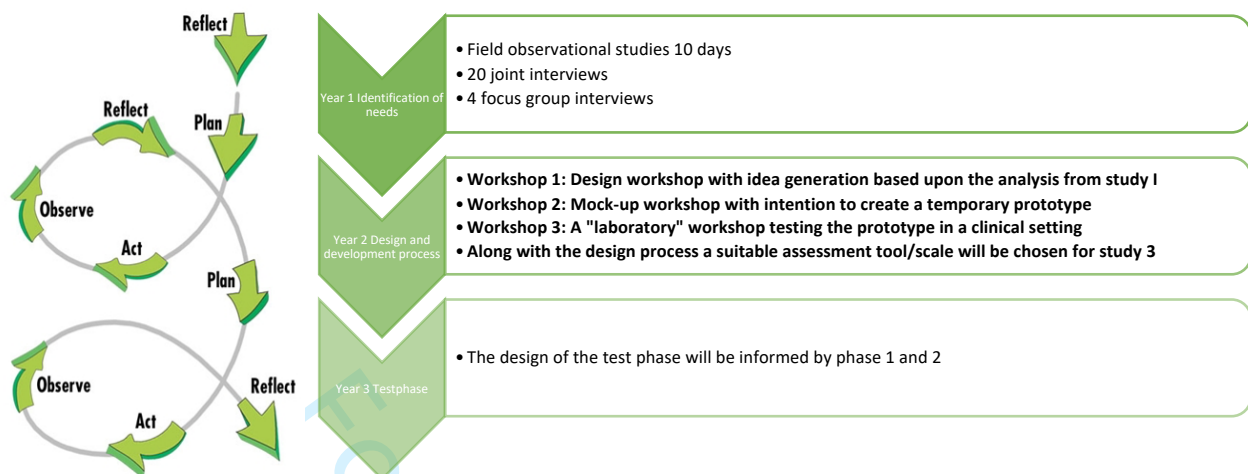 Reflect
Plan
Reflect
Observe
Act
Plan
Observe
Act
Reflect
Year 1 Identification of
needs
• Field observational studies 10 days
• 20 joint interviews
• 4 focus group interviews
Year 2 Design and
development process
• Workshop 1: Design workshop with idea generation based upon the analysis from study I
• Workshop 2: Mock-up workshop with intention to create a temporary prototype
• Workshop 3: A "laboratory" workshop testing the prototype in a clinical setting
• Along with the design process a suitable assessment tool/scale will be chosen for study 3
Year 3 Testphase
• The design of the test phase will be informed by phase 1 and 2